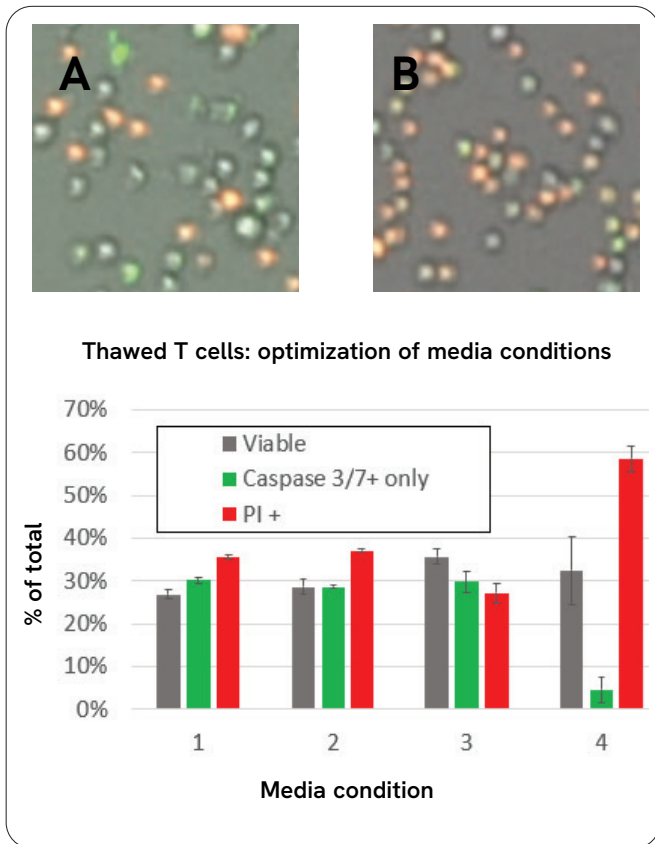 A
B
Thawed T cells: optimization of media conditions
70%
60%
50%
40%
30%
20%
10%
0%
% of total
Viable
Caspase 3/7+ only
PI +
1 2 3 4
Media condition